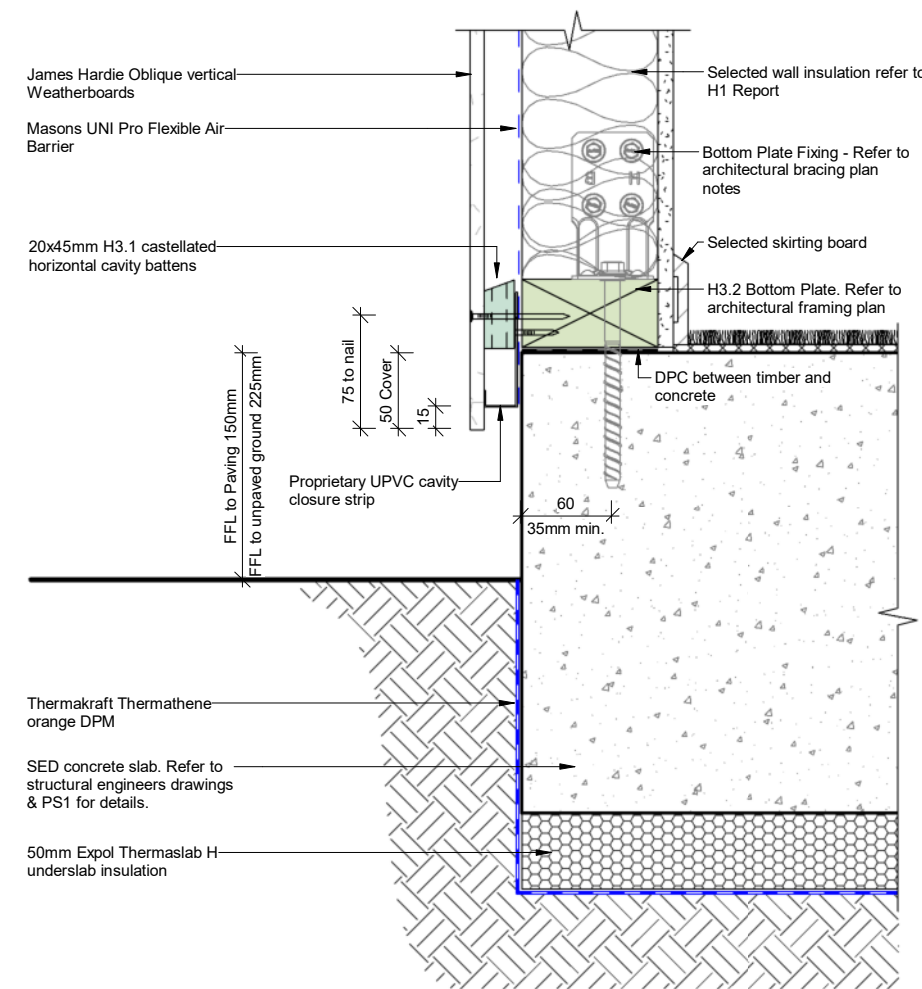 James Hardie Oblique vertical
Weatherboards
Masons UNI Pro Flexible Air
Barrier
20x45mm H3.1 castellated
horizontal cavity battens
75 to nail
50 Cover
15
FFL to Paving 150mm
FFL to unpaved ground 225mm
Proprietary UPVC cavity
closure strip
Thermakraft Thermathene
orange DPM
SED concrete slab. Refer to
structural engineers drawings
& PS1 for details.
50mm Expol Thermaslab H
underslab insulation
Selected wall insulation refer to
H1 Report
Bottom Plate Fixing - Refer to
architectural bracing plan
notes
B H
Selected skirting board
H3.2 Bottom Plate. Refer to
architectural framing plan
DPC between timber and
concrete
60
35mm min.